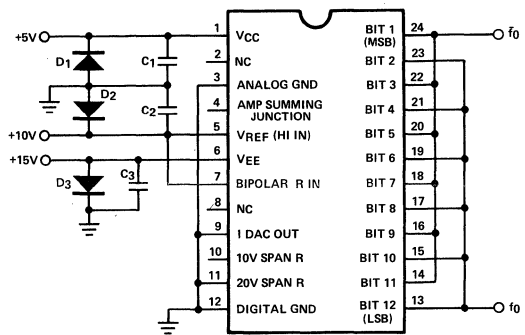 +5V
D1
C1
D2
C2
+10V
+15V
D3
C3
1 VCC
2 NC
3 ANALOG GND
4 AMP SUMMING
JUNCTION
5 VREF (HI IN)
6 VEE
7 BIPOLAR R IN
8 NC
9 I DAC OUT
10 10V SPAN R
11 20V SPAN R
12 DIGITAL GND
BIT 1 24
(MSB)
BIT 2 23
BIT 3 22
BIT 4 21
BIT 5 20
BIT 6 19
BIT 7 18
BIT 8 17
BIT 9 16
BIT 10 15
BIT 11 14
BIT 12 13
(LSB)
f̄0
f0